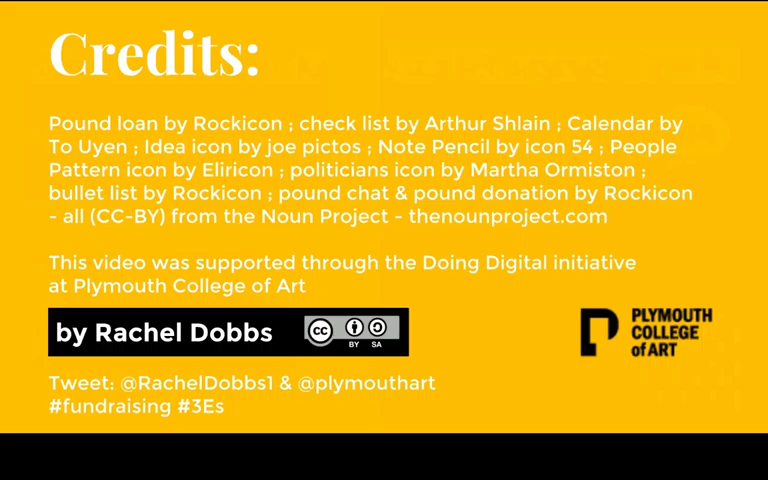 Credits:
Pound loan by Rockicon ; check list by Arthur Shlain ; Calendar by
To Uyen ; Idea icon by joe pictos ; Note Pencil by icon 54 ; People
Pattern icon by Eliricon ; politicians icon by Martha Ormiston ;
bullet list by Rockicon ; pound chat & pound donation by Rockicon
- all (CC-BY) from the Noun Project - thenounproject.com
This video was supported through the Doing Digital initiative
at Plymouth College of Art
by Rachel Dobbs
cc
BY SA
PLYMOUTH
COLLEGE
of ART
Tweet: @RachelDobbs1 & @plymouthart
#fundraising #3Es